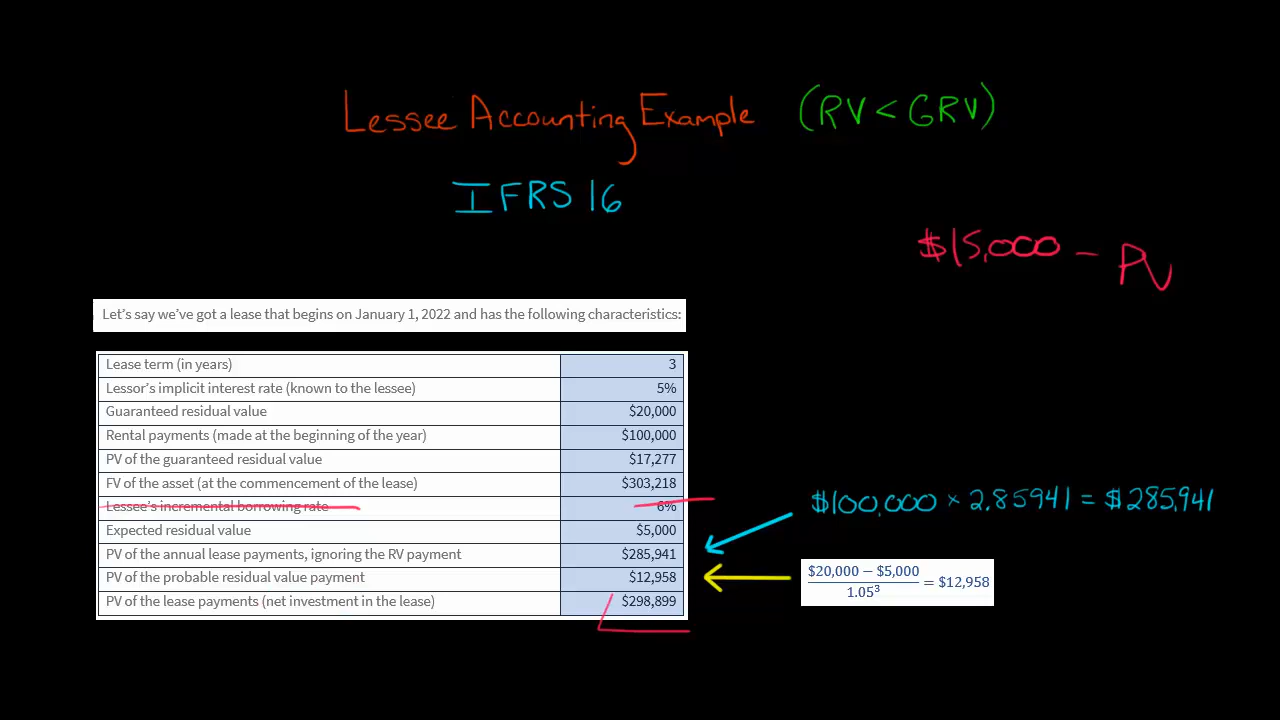 Lessee Accounting Example (RV < GRV)
IFRS 16
$15,000 - PV
Let's say we've got a lease that begins on January 1, 2022 and has the following characteristics:
Lease term (in years) 3
Lessor's implicit interest rate (known to the lessee) 5%
Guaranteed residual value $20,000
Rental payments (made at the beginning of the year) $100,000
PV of the guaranteed residual value $17,277
FV of the asset (at the commencement of the lease) $303,218
Lessee's incremental borrowing rate 6%
Expected residual value $5,000
PV of the annual lease payments, ignoring the RV payment $285,941
PV of the probable residual value payment $12,958
PV of the lease payments (net investment in the lease) $298,899
$100,000 × 2.85941 = $285,941
$20,000 − $5,000
1.05³
= $12,958